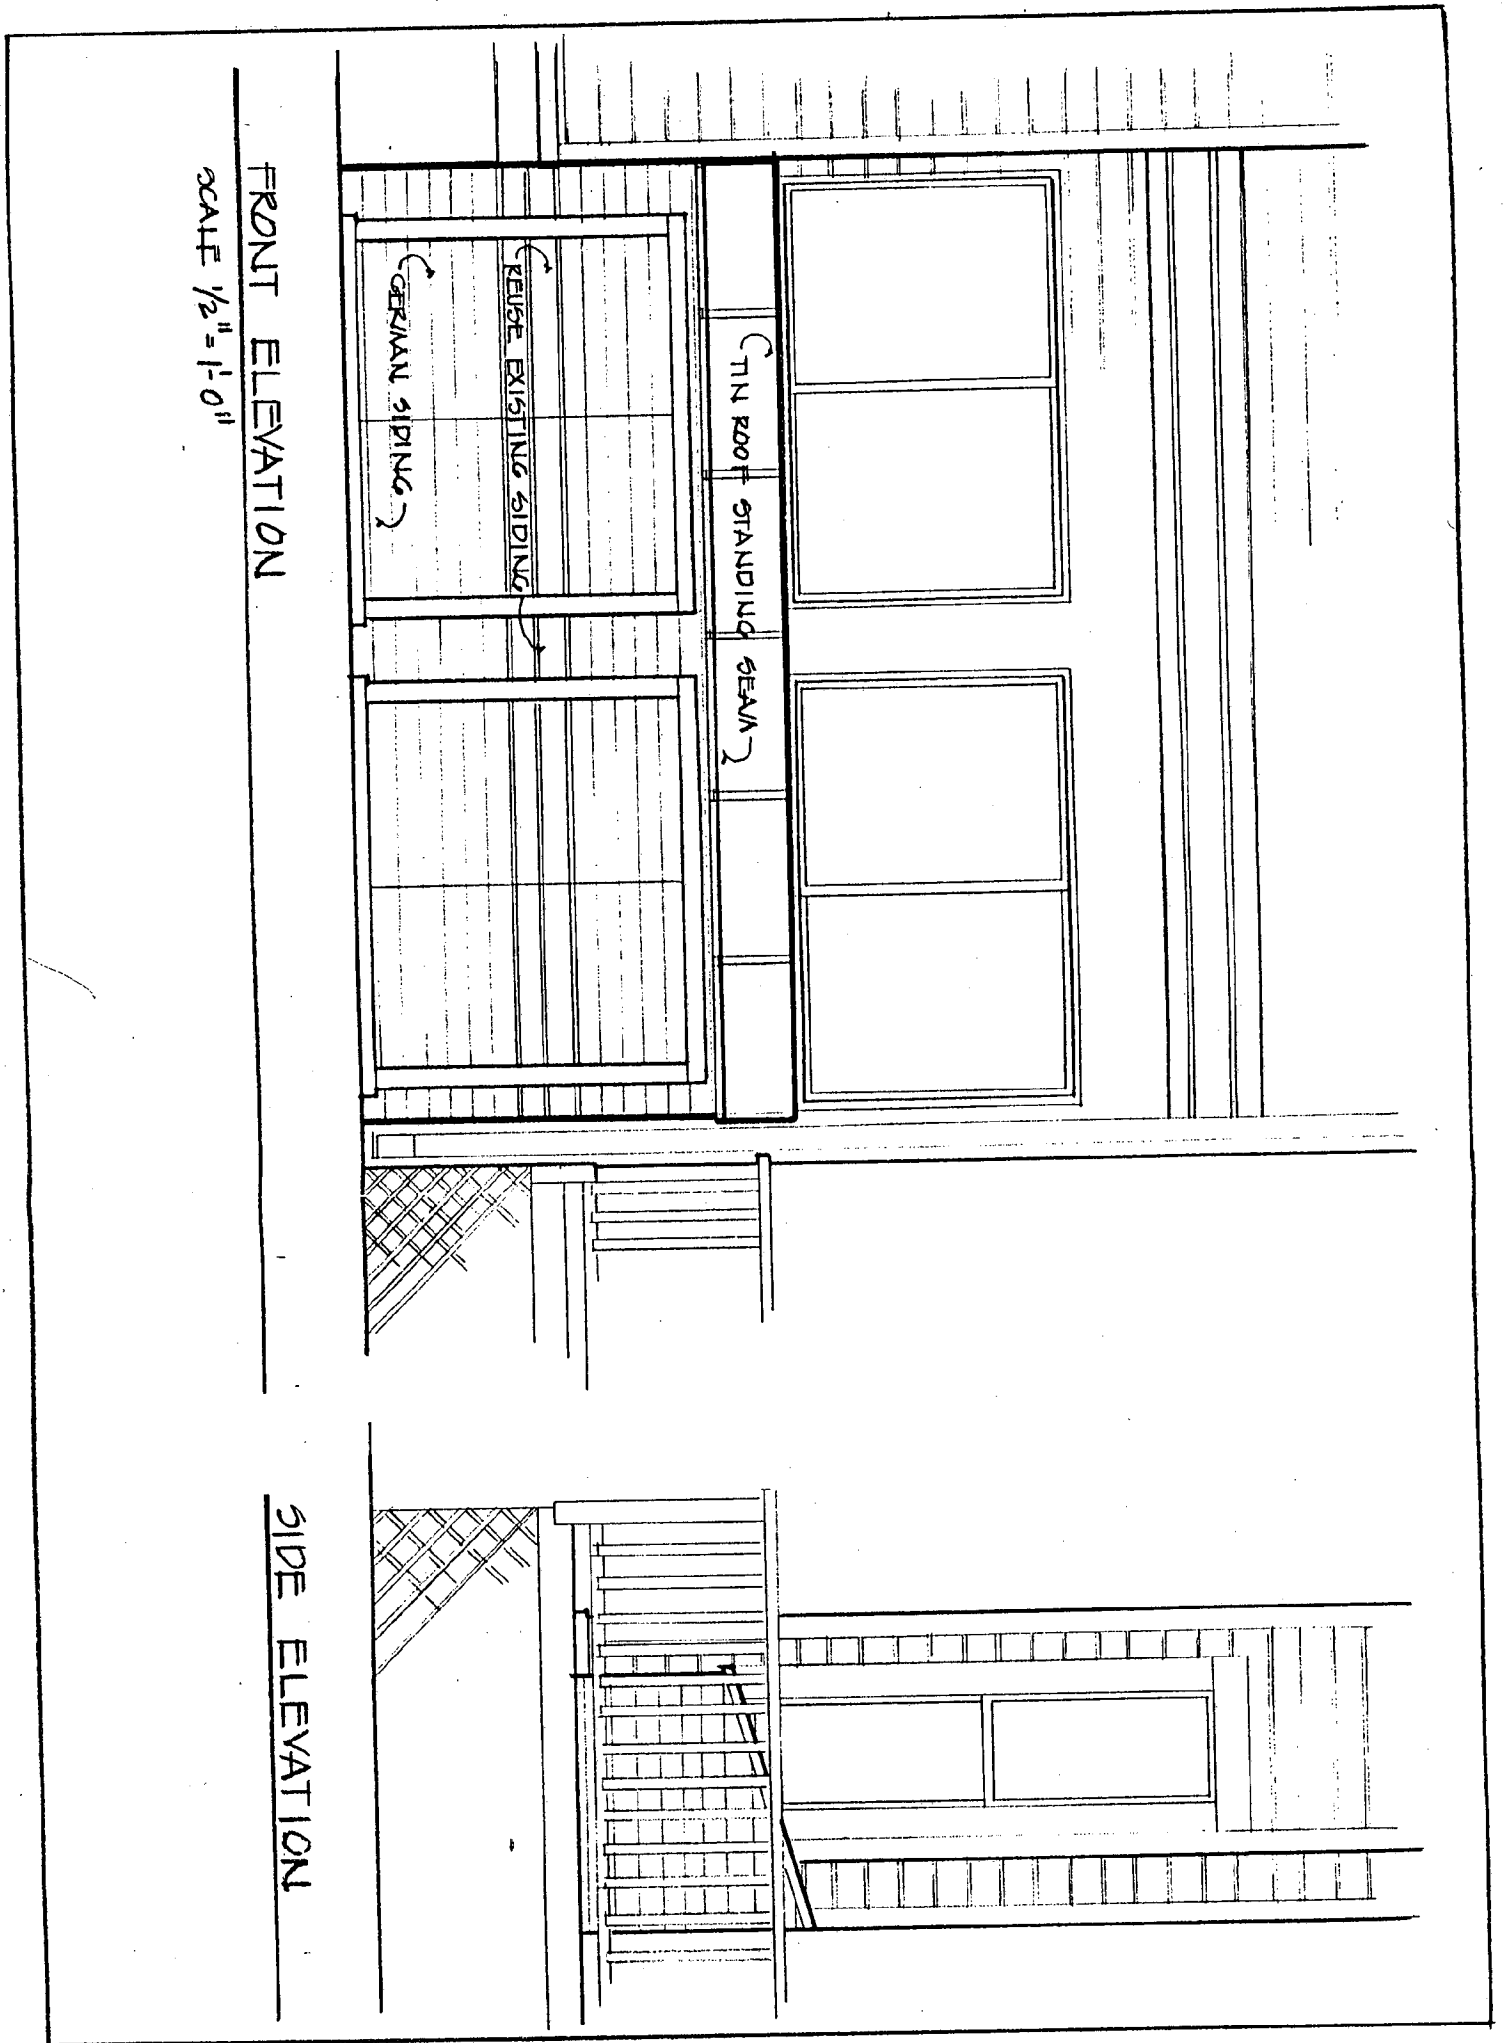 TIN ROOF STANDING SEAM
REUSE EXISTING SIDING
GERMAN SIDING
FRONT ELEVATION
SCALE 1/2" = 1'-0"
SIDE ELEVATION